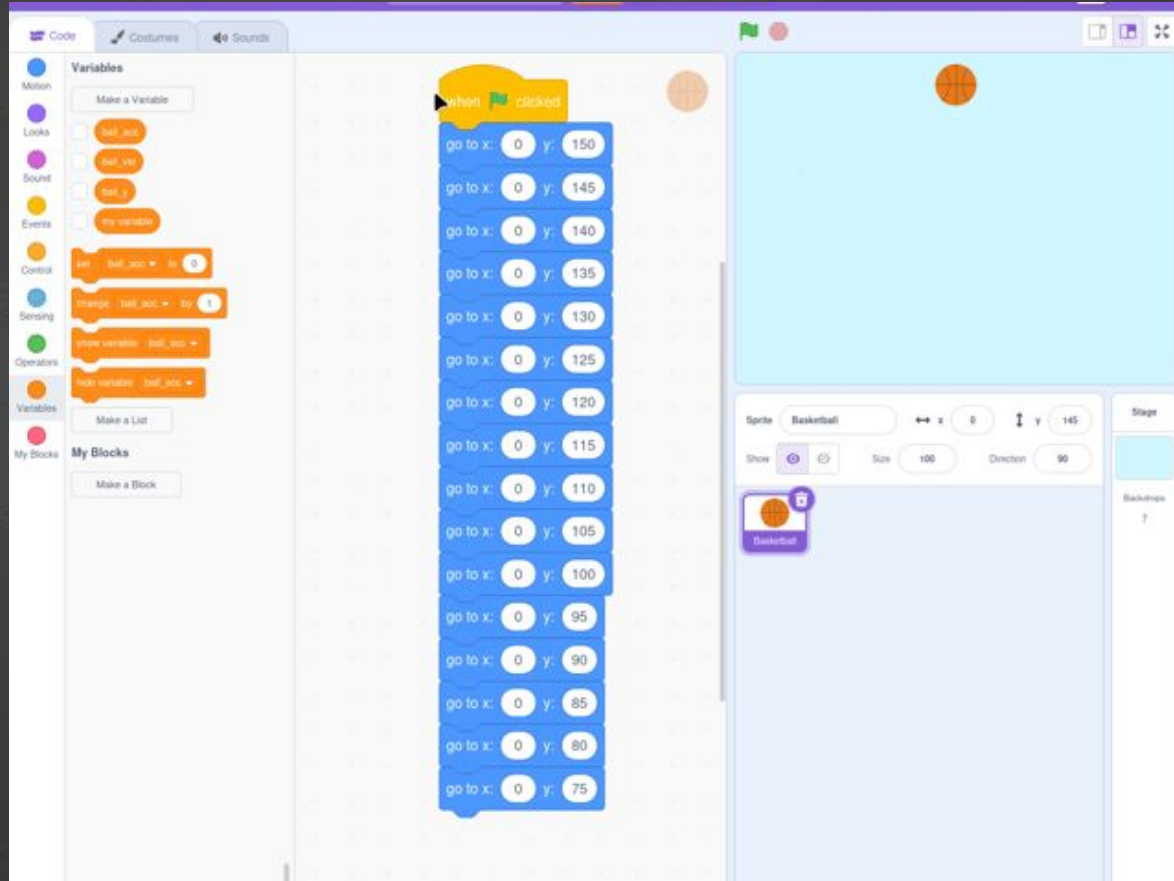 Code
Costumes
Sounds
Motion
Looks
Sound
Events
Control
Sensing
Operators
Variables
My Blocks
Variables
Make a Variable
ball_acc
ball_vel
ball_y
my variable
set ball_acc to 0
change ball_acc by 1
show variable ball_acc
hide variable ball_acc
Make a List
My Blocks
Make a Block
when clicked
go to x: 0 y: 150
go to x: 0 y: 145
go to x: 0 y: 140
go to x: 0 y: 135
go to x: 0 y: 130
go to x: 0 y: 125
go to x: 0 y: 120
go to x: 0 y: 115
go to x: 0 y: 110
go to x: 0 y: 105
go to x: 0 y: 100
go to x: 0 y: 95
go to x: 0 y: 90
go to x: 0 y: 85
go to x: 0 y: 80
go to x: 0 y: 75
Sprite Basketball x 0 y 145
Show Size 100 Direction 90
Basketball
Stage
Backdrops